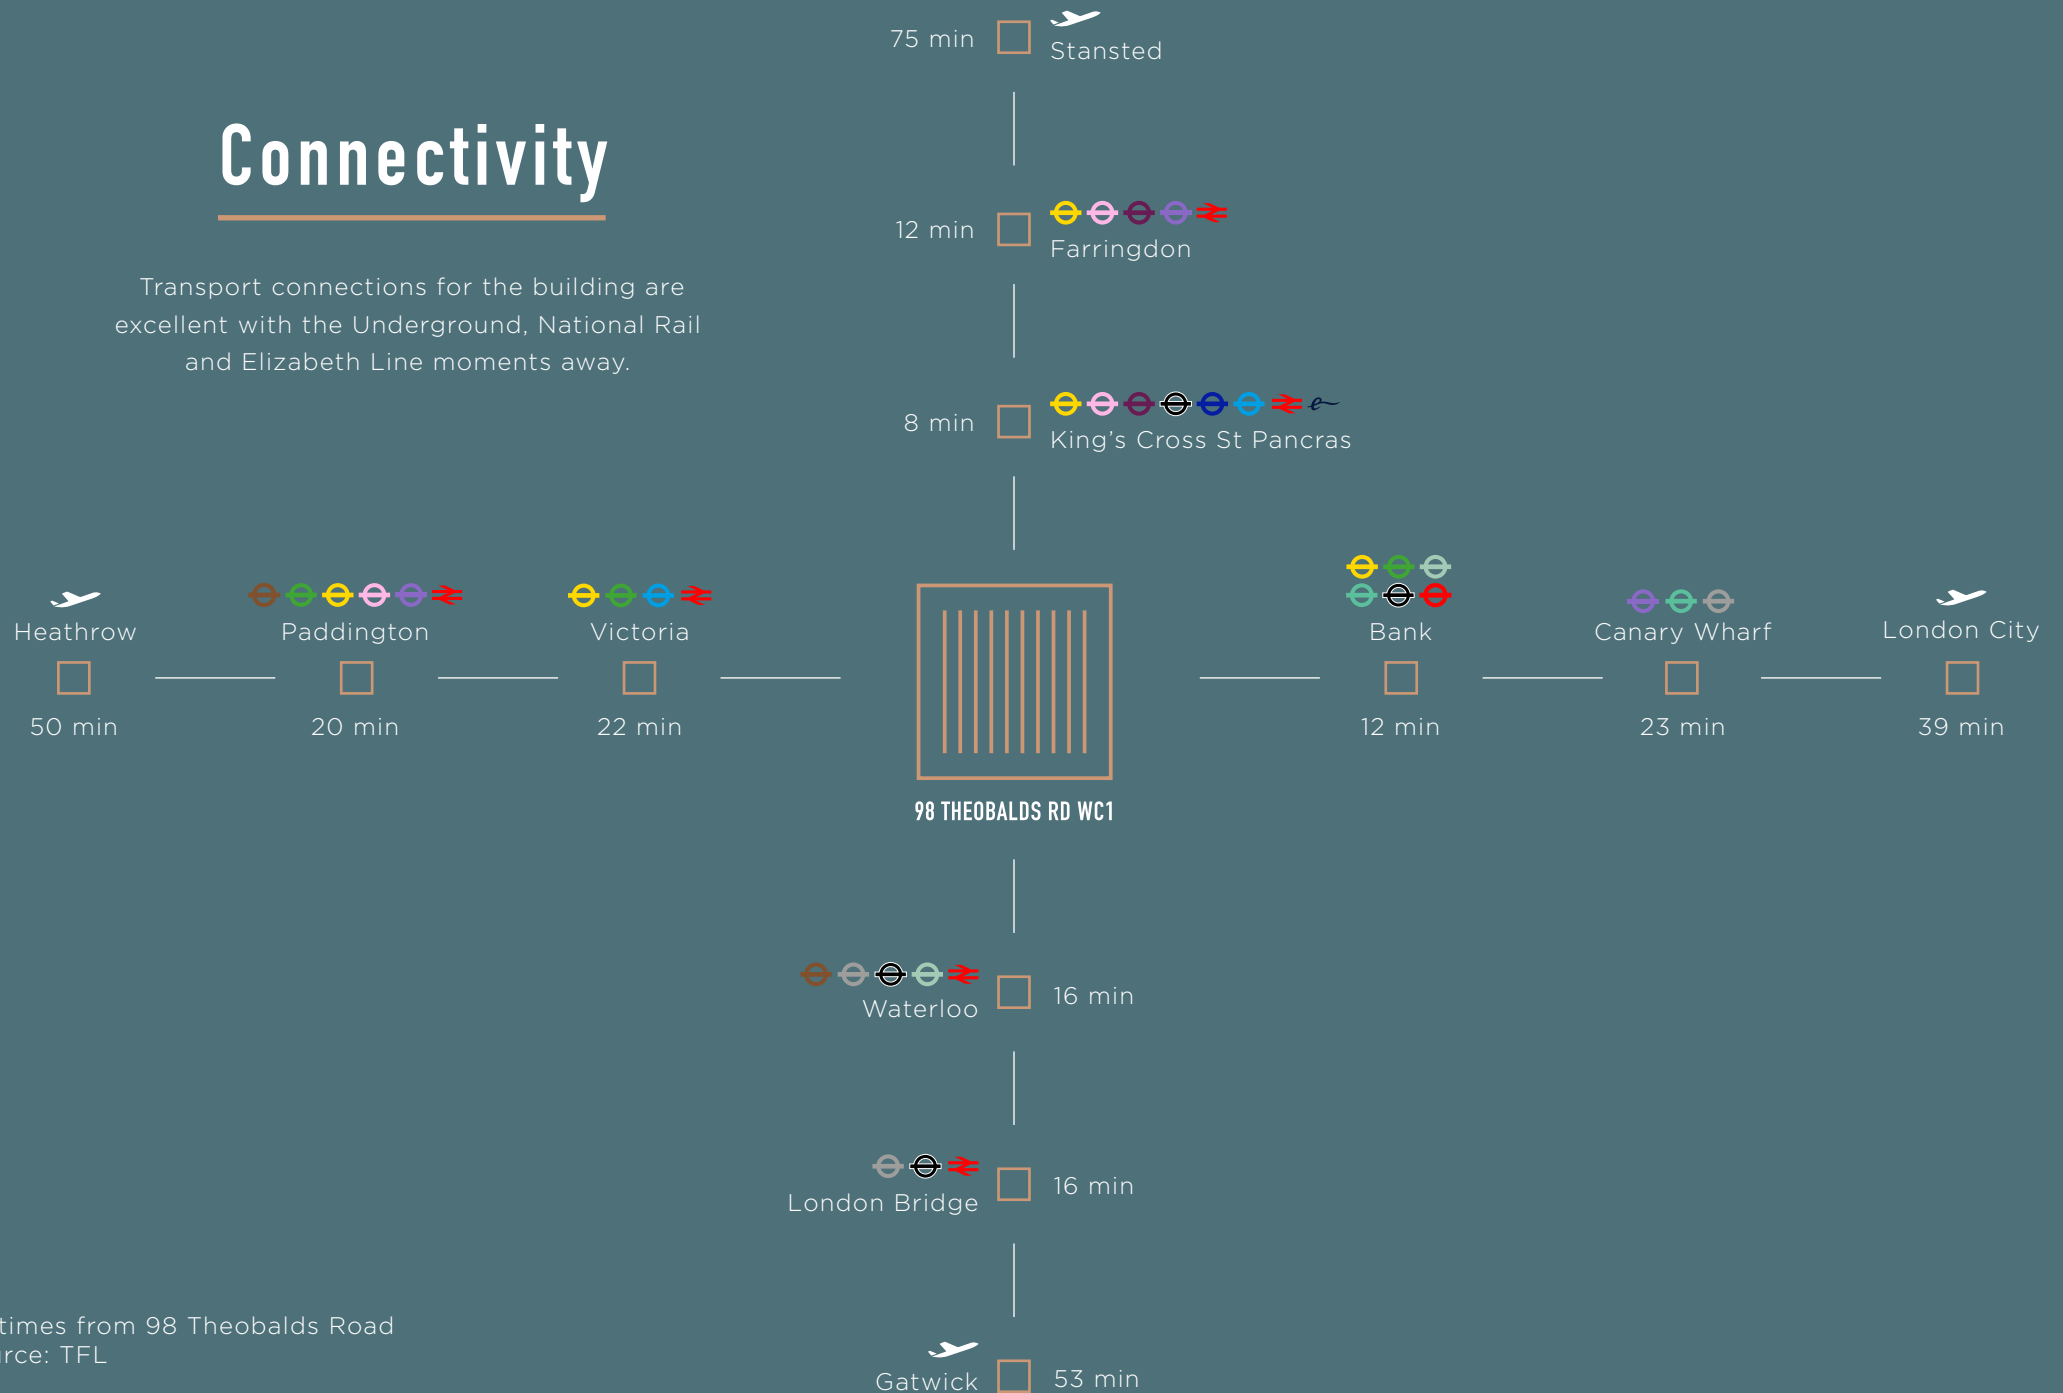 75 min
Stansted
Connectivity
Transport connections for the building are
excellent with the Underground, National Rail
and Elizabeth Line moments away.
12 min
Farringdon
8 min
King's Cross St Pancras
Heathrow
50 min
Paddington
20 min
Victoria
22 min
Bank
12 min
Canary Wharf
23 min
London City
39 min
98 THEOBALDS RD WC1
Waterloo
16 min
London Bridge
16 min
times from 98 Theobalds Road
TFL
Gatwick
53 min